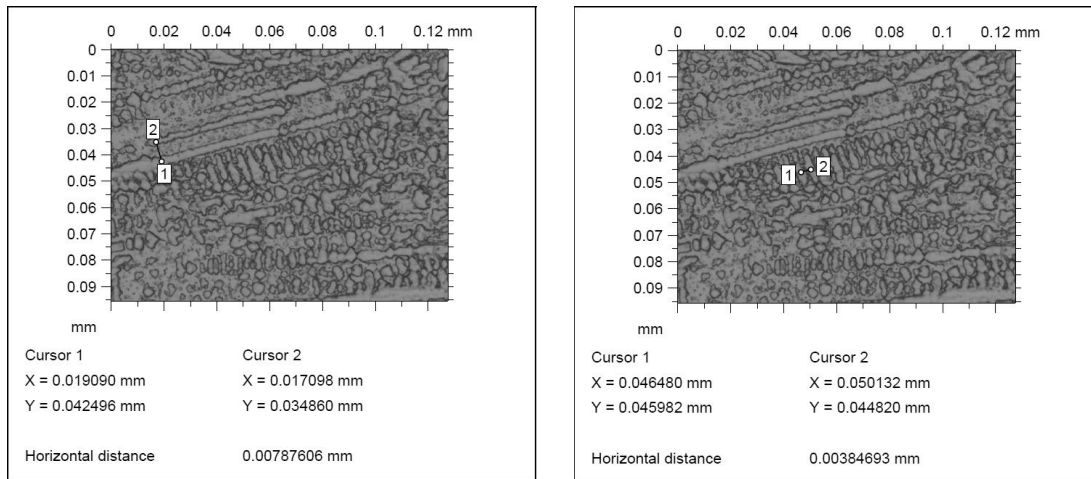 0 0.02 0.04 0.06 0.08 0.1 0.12 mm
0
0.01
0.02
0.03
0.04
0.05
0.06
0.07
0.08
0.09
mm
2
1
Cursor 1 Cursor 2
X = 0.019090 mm X = 0.017098 mm
Y = 0.042496 mm Y = 0.034860 mm
Horizontal distance 0.00787606 mm
0 0.02 0.04 0.06 0.08 0.1 0.12 mm
0
0.01
0.02
0.03
0.04
0.05
0.06
0.07
0.08
0.09
mm
1 2
Cursor 1 Cursor 2
X = 0.046480 mm X = 0.050132 mm
Y = 0.045982 mm Y = 0.044820 mm
Horizontal distance 0.00384693 mm